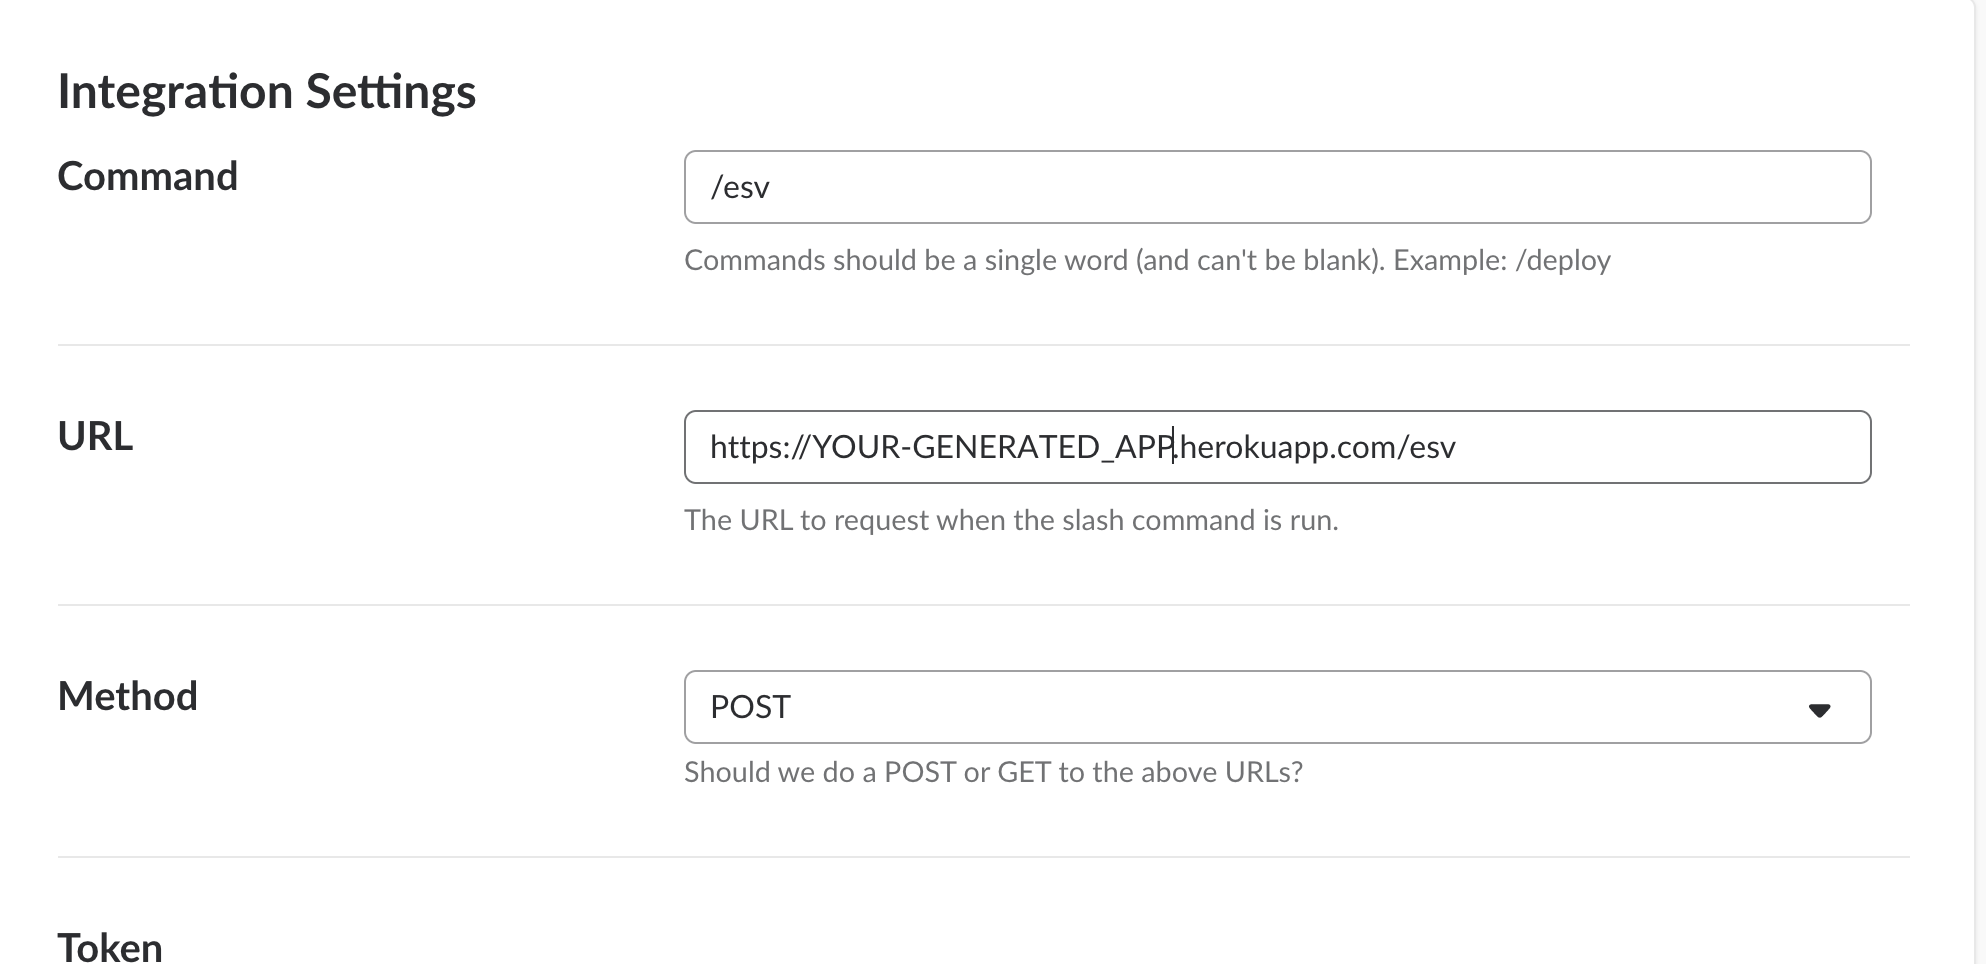 Integration Settings
Command
/esv
Commands should be a single word (and can't be blank). Example: /deploy
URL
https://YOUR-GENERATED_APP.herokuapp.com/esv
The URL to request when the slash command is run.
Method
POST
Should we do a POST or GET to the above URLs?
Token